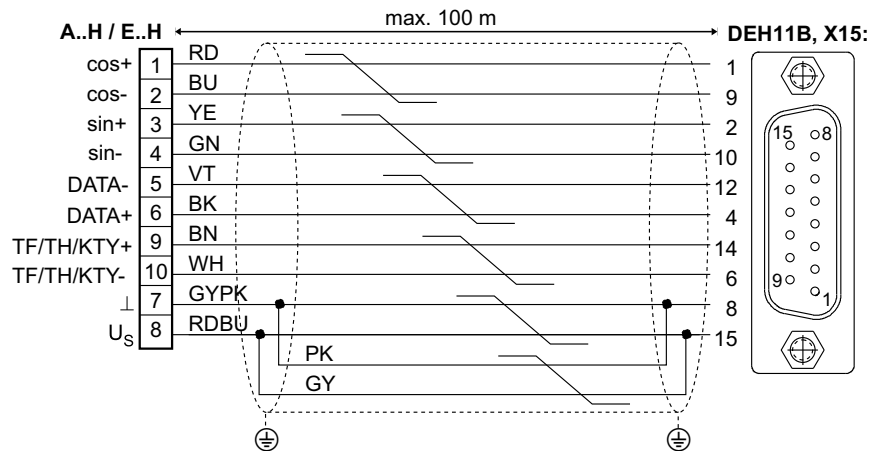 max. 100 m
A..H / E..H
DEH11B, X15:
cos+ 1 RD 1
cos- 2 BU 9
sin+ 3 YE 2
sin- 4 GN 10
DATA- 5 VT 12
DATA+ 6 BK 4
TF/TH/KTY+ 9 BN 14
TF/TH/KTY- 10 WH 6
⊥ 7 GYPK 8
US 8 RDBU 15
PK
GY
15 8
9 1